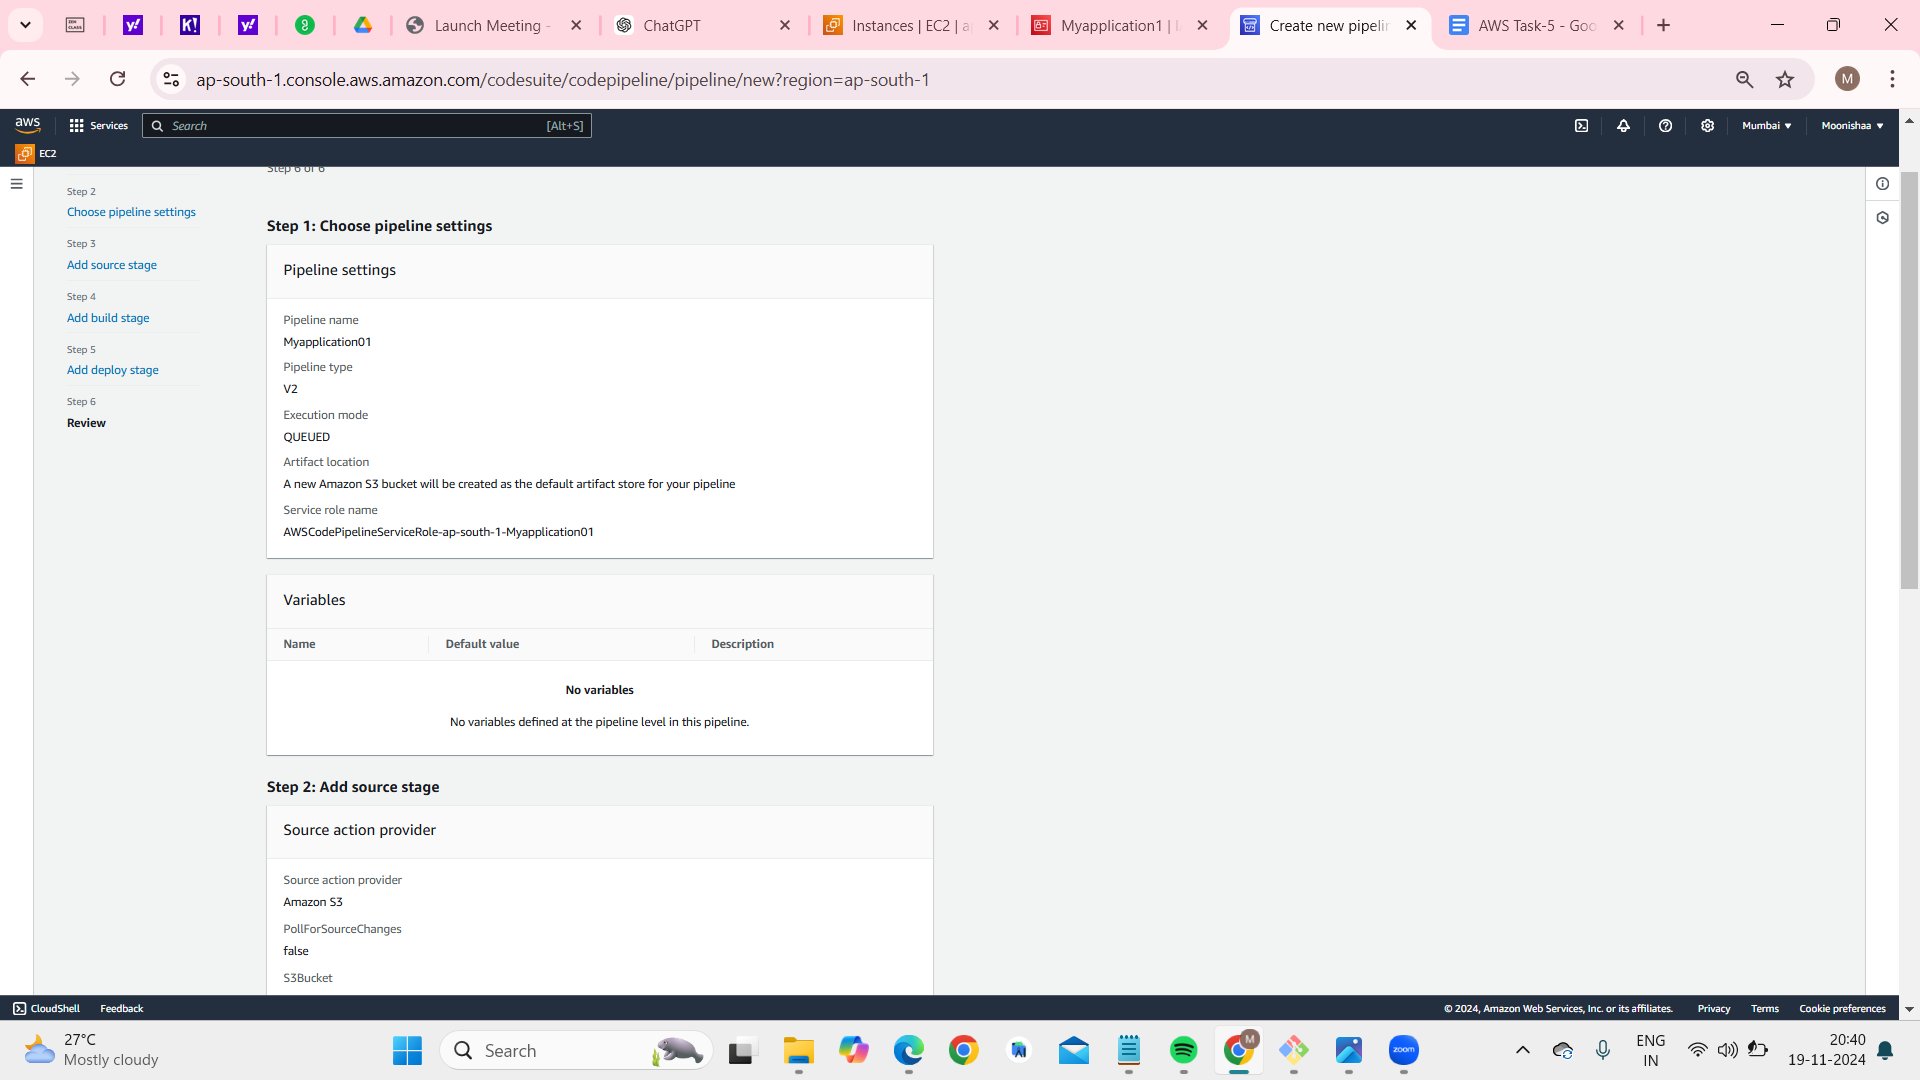 Launch Meeting -
ChatGPT
Instances | EC2 | a
Myapplication1 | I
Create new pipelin
AWS Task-5 - Goo
ap-south-1.console.aws.amazon.com/codesuite/codepipeline/pipeline/new?region=ap-south-1
M
aws
Services
Search
[Alt+S]
Mumbai
Moonishaa
EC2
Step 6 of 6
Step 2
Choose pipeline settings
Step 3
Add source stage
Step 4
Add build stage
Step 5
Add deploy stage
Step 6
Review
Step 1: Choose pipeline settings
Pipeline settings
Pipeline name
Myapplication01
Pipeline type
V2
Execution mode
QUEUED
Artifact location
A new Amazon S3 bucket will be created as the default artifact store for your pipeline
Service role name
AWSCodePipelineServiceRole-ap-south-1-Myapplication01
Variables
Name Default value Description
No variables
No variables defined at the pipeline level in this pipeline.
Step 2: Add source stage
Source action provider
Source action provider
Amazon S3
PollForSourceChanges
false
S3Bucket
CloudShell
Feedback
© 2024, Amazon Web Services, Inc. or its affiliates.
Privacy
Terms
Cookie preferences
27°C
Mostly cloudy
Search
zoom
ENG
IN
20:40
19-11-2024